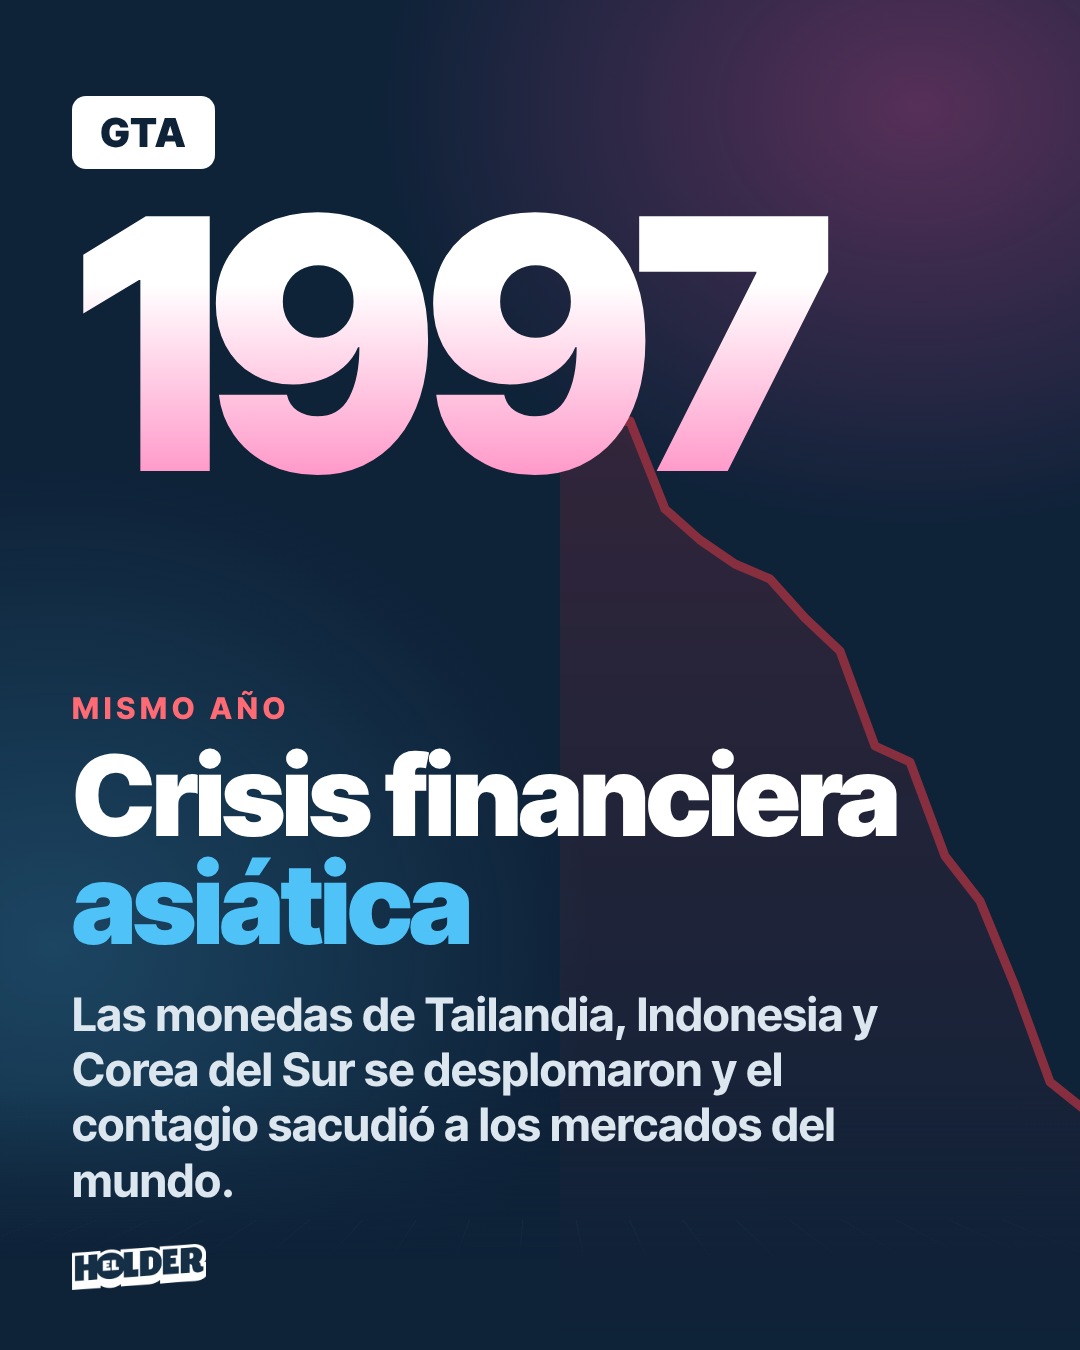 GTA
1997
MISMO AÑO
Crisis financiera
asiática
Las monedas de Tailandia, Indonesia y
Corea del Sur se desplomaron y el
contagio sacudió a los mercados del
mundo.
EL HOLDER